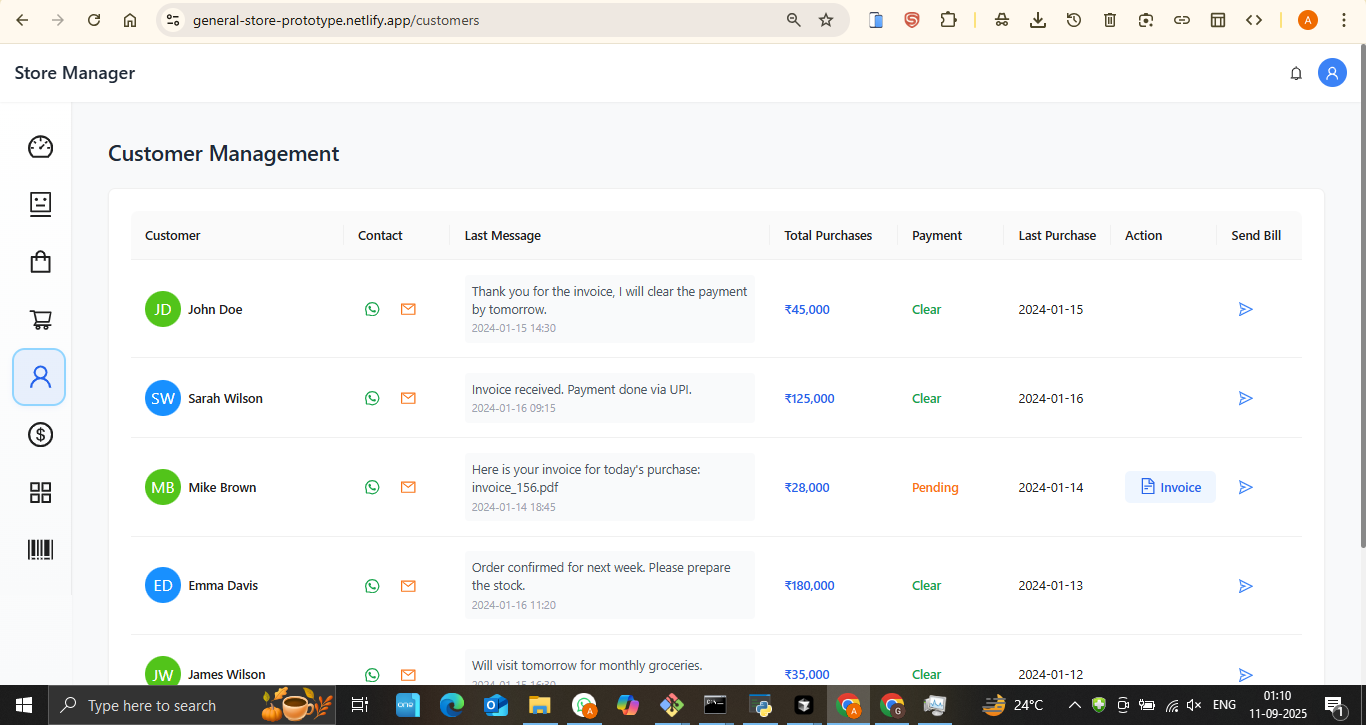 general-store-prototype.netlify.app/customers
A
Store Manager
Customer Management
Customer Contact Last Message Total Purchases Payment Last Purchase Action Send Bill
Thank you for the invoice, I will clear the payment
JD John Doe ₹45,000 Clear 2024-01-15
by tomorrow.
2024-01-15 14:30
Invoice received. Payment done via UPI.
SW Sarah Wilson ₹125,000 Clear 2024-01-16
2024-01-16 09:15
Here is your invoice for today's purchase:
MB Mike Brown invoice_156.pdf ₹28,000 Pending 2024-01-14 Invoice
2024-01-14 18:45
Order confirmed for next week. Please prepare
ED Emma Davis the stock. ₹180,000 Clear 2024-01-13
2024-01-16 11:20
Will visit tomorrow for monthly groceries.
JW James Wilson ₹35,000 Clear 2024-01-12
2024-01-15 16:30
Type here to search
24°C
ENG
01:10
11-09-2025
1